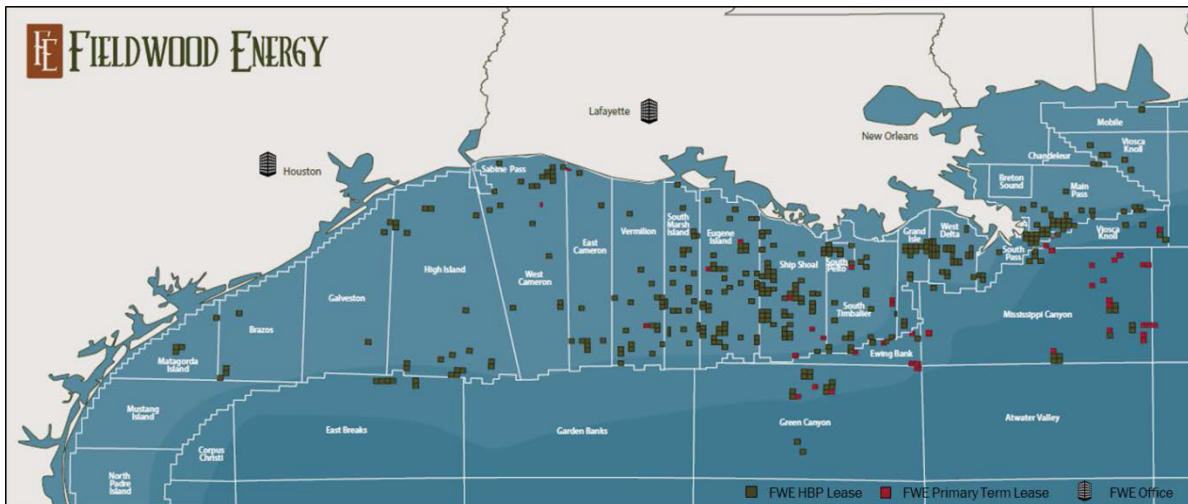 FE FIELDWOOD ENERGY
Houston
Lafayette
New Orleans
Mobile
Viosca
Knoll
Chandeleur
Breton
Sound
Main
Pass
Viosca
Knoll
Sabine Pass
South
Marsh
Island
Eugene
Island
Grand
Isle
West
Delta
South
Pass
East
Cameron
Vermilion
Ship Shoal
South
Pelto
High Island
West
Cameron
Galveston
South
Timbalier
Mississippi Canyon
Brazos
Ewing Bank
Matagorda
Island
Mustang
Island
East Breaks
Garden Banks
Green Canyon
Atwater Valley
Corpus
Christi
North
Padre
Island
FWE HBP Lease
FWE Primary Term Lease
FWE Office